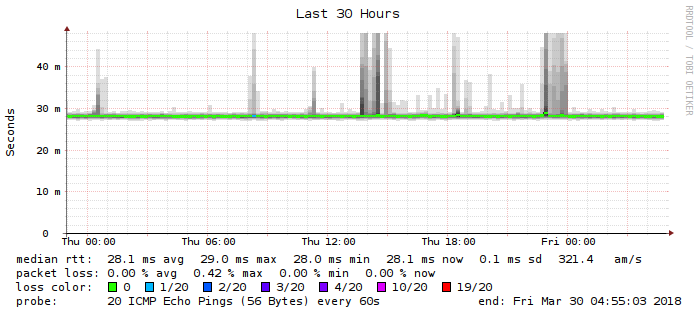 Last 30 Hours
RRDTOOL / TOBI OETIKER
Seconds
40 m
30 m
20 m
10 m
0
Thu 00:00 Thu 06:00 Thu 12:00 Thu 18:00 Fri 00:00
median rtt: 28.1 ms avg 29.0 ms max 28.0 ms min 28.1 ms now 0.1 ms sd 321.4 am/s
packet loss: 0.00 % avg 0.42 % max 0.00 % min 0.00 % now
loss color: 0 1/20 2/20 3/20 4/20 10/20 19/20
probe: 20 ICMP Echo Pings (56 Bytes) every 60s end: Fri Mar 30 04:55:03 2018